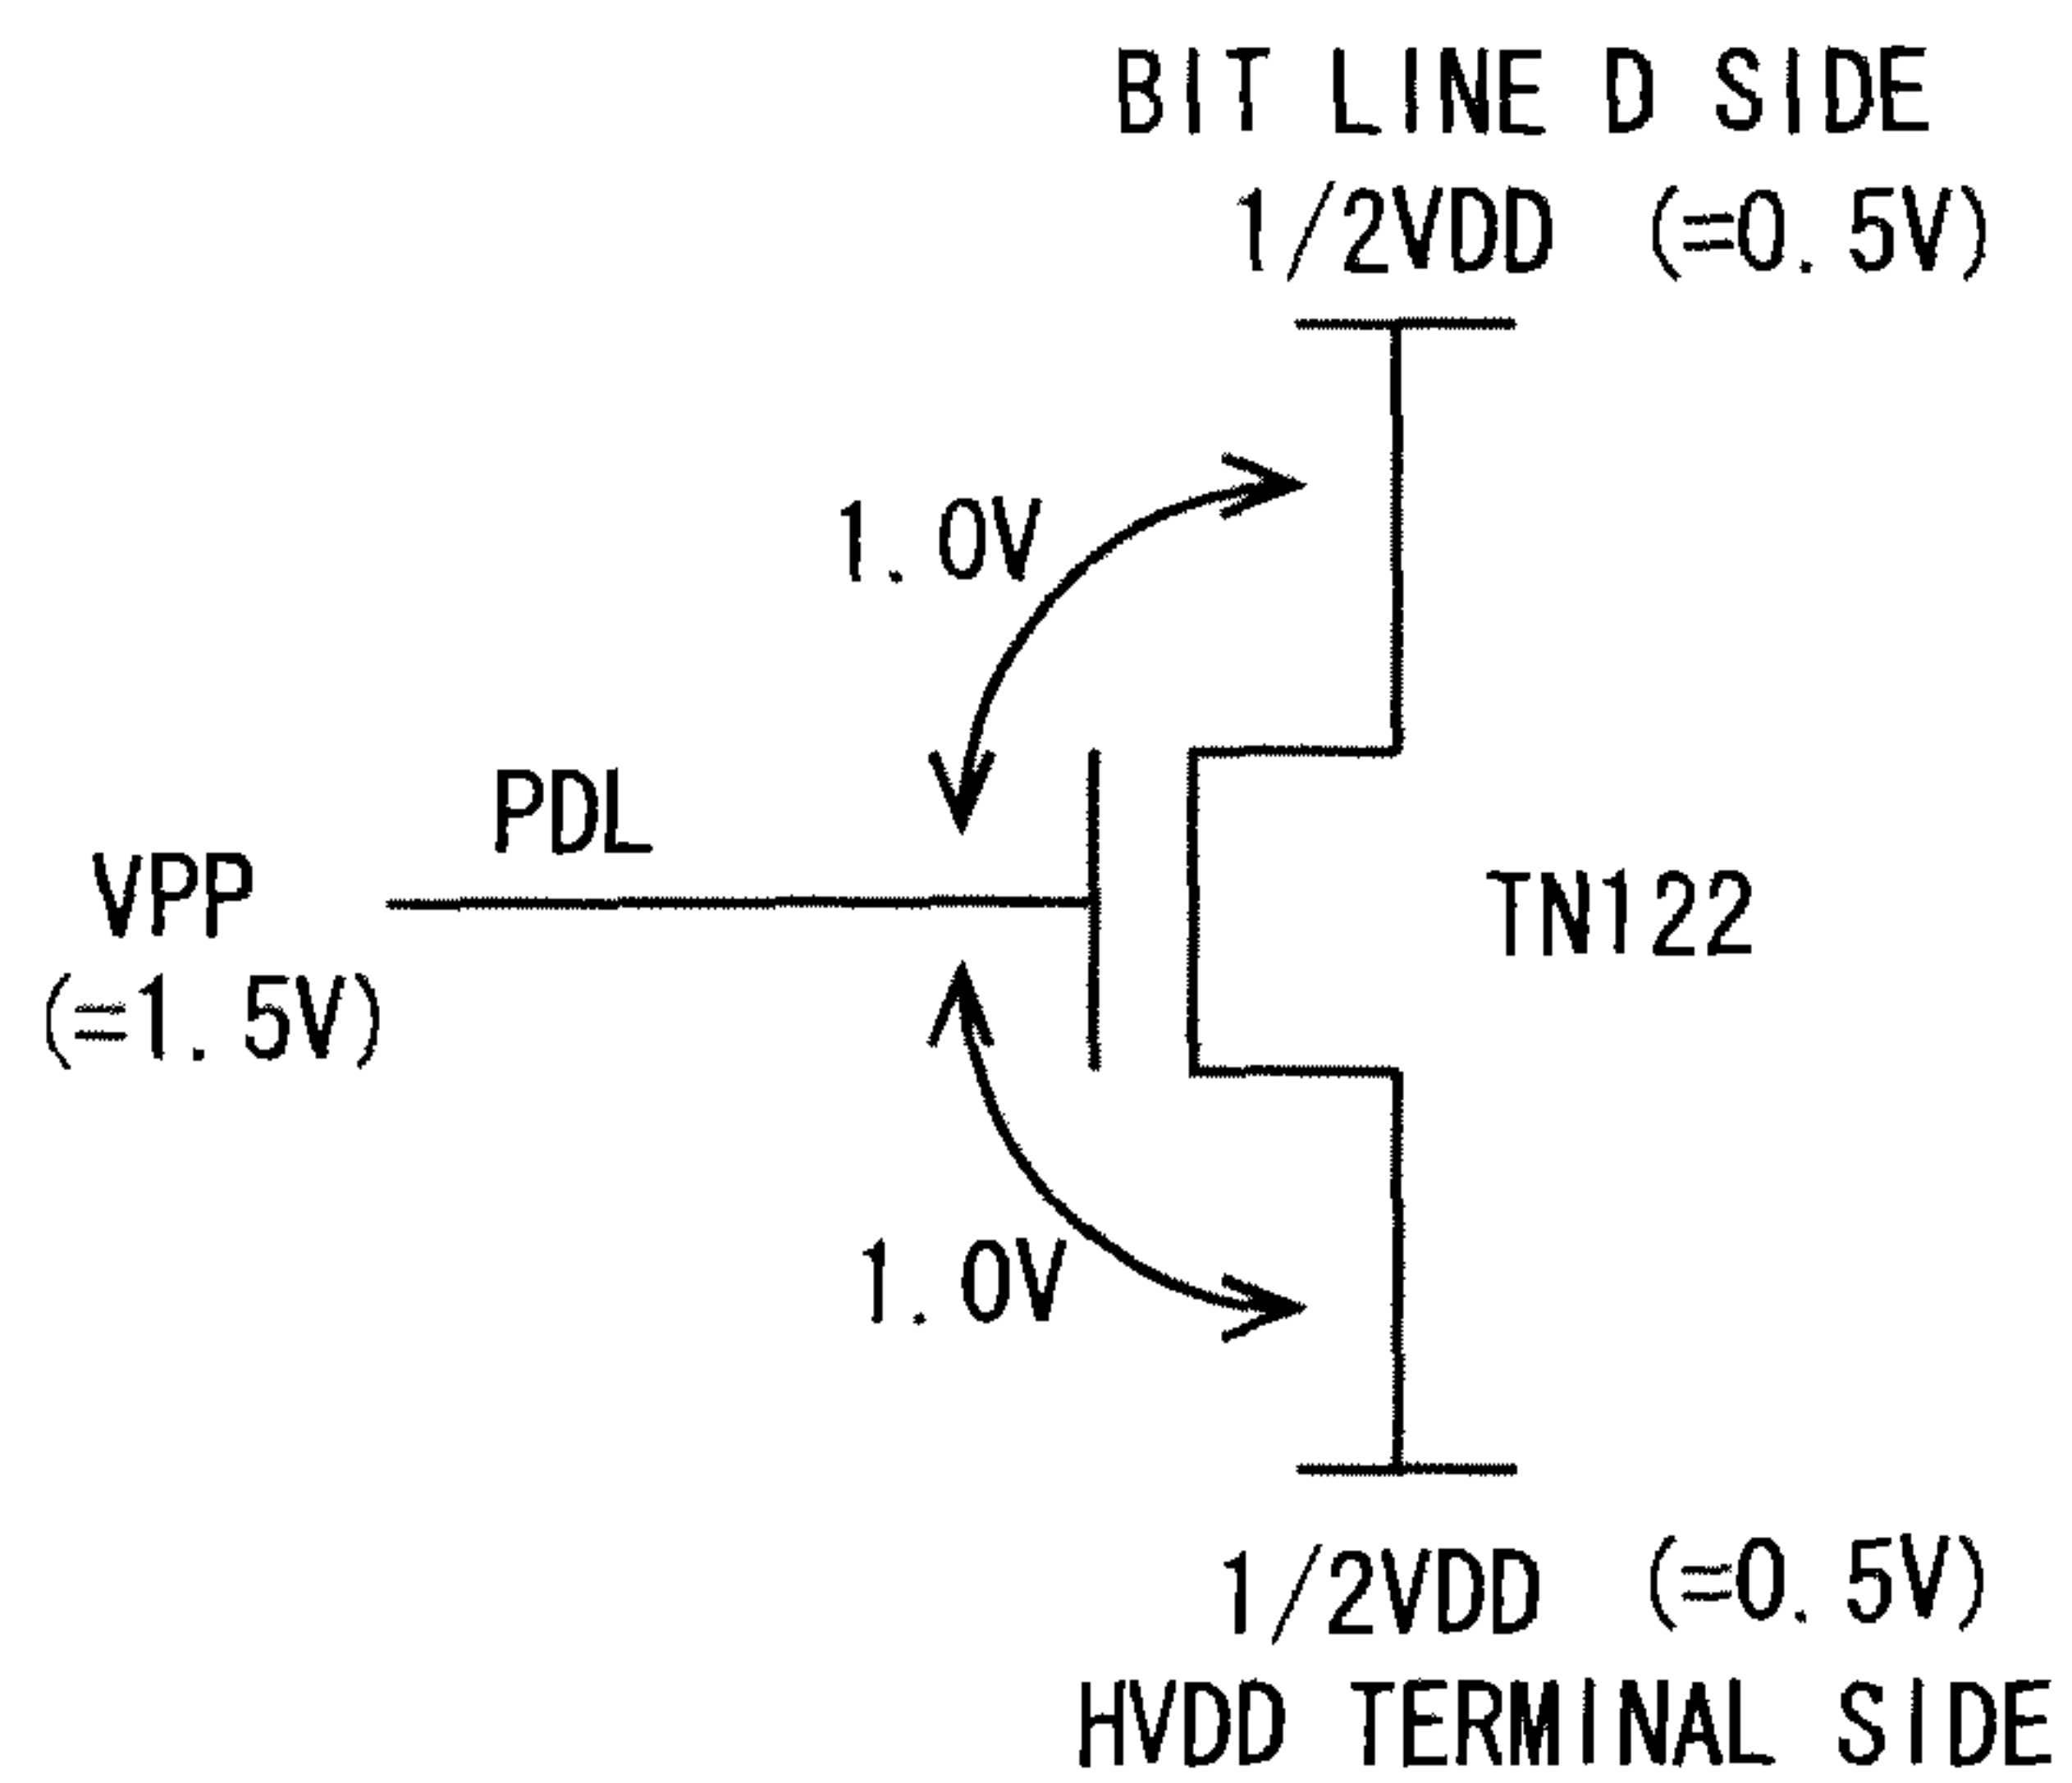 BIT LINE D SIDE
1/2VDD (=0.5V)
1.0V
PDL
VPP
(=1.5V)
TN122
1.0V
1/2VDD (=0.5V)
HVDD TERMINAL SIDE